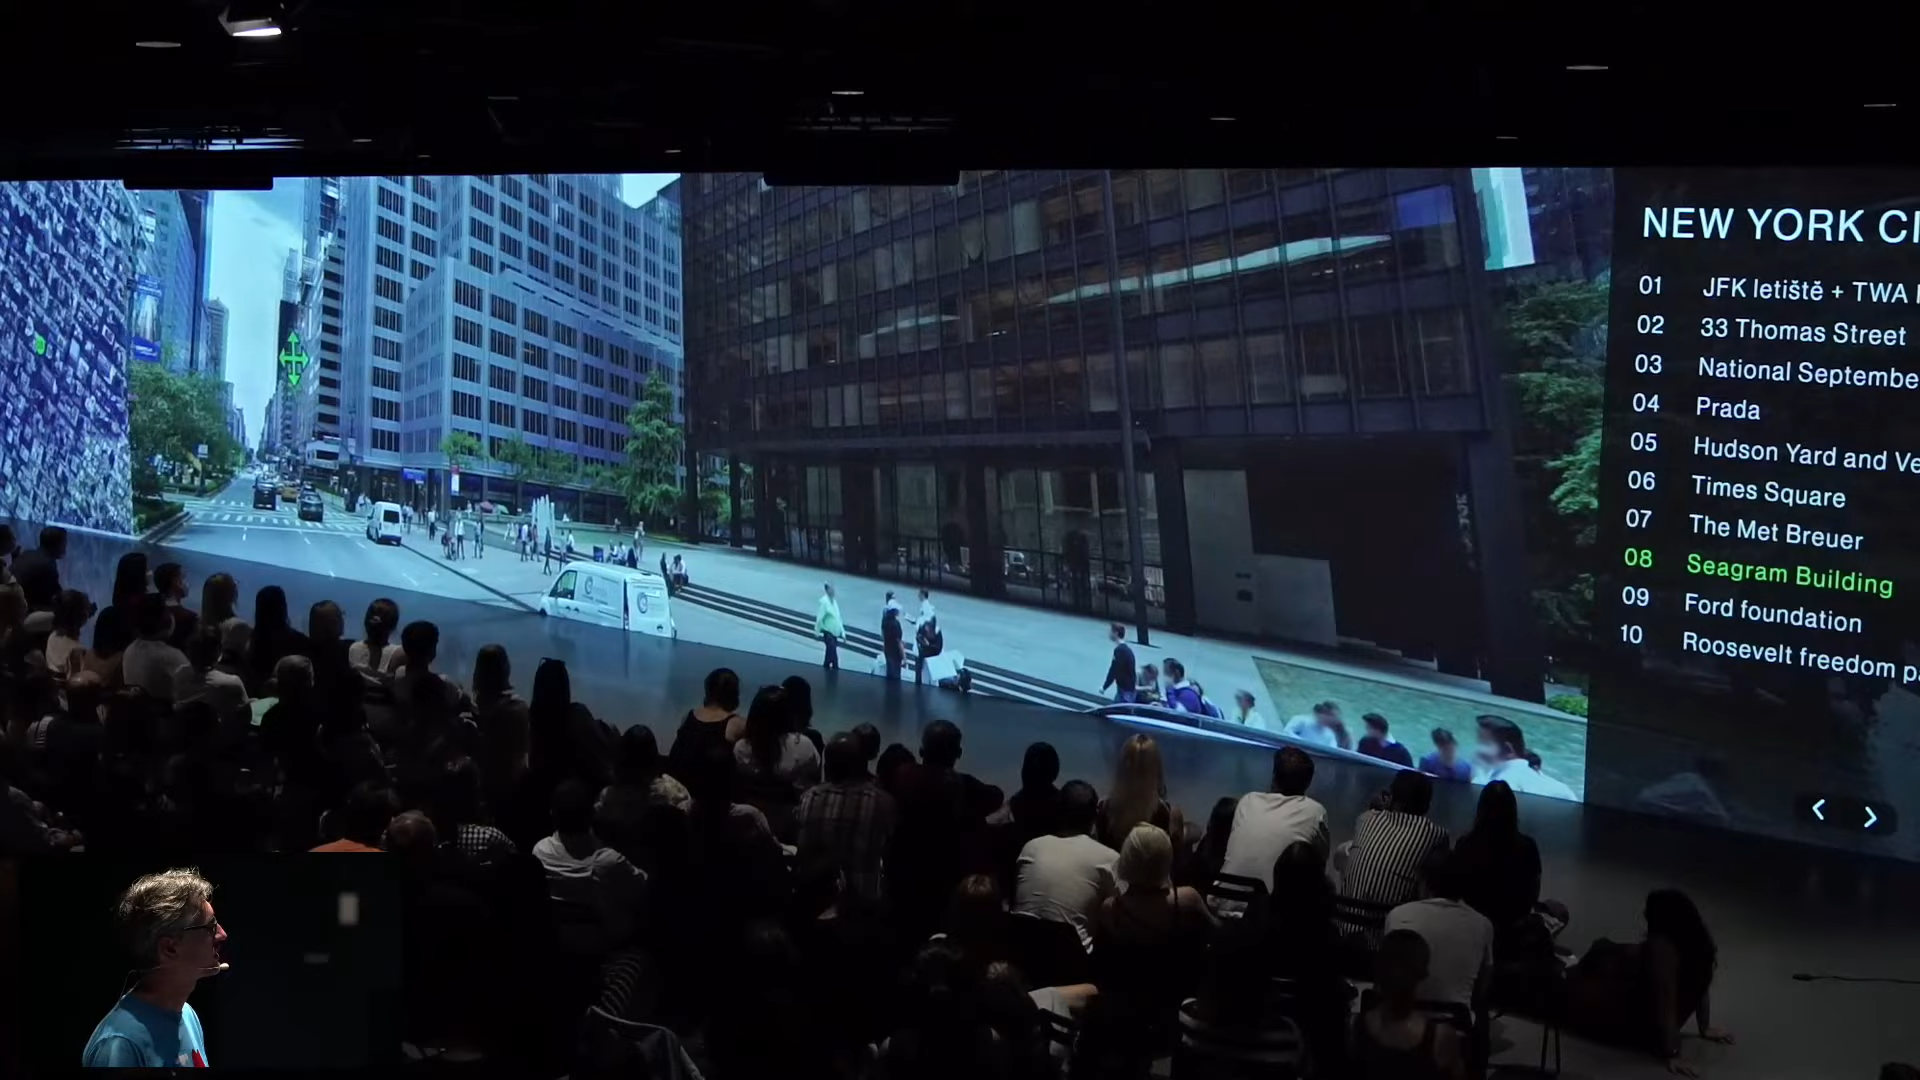 NEW YORK CI
01 JFK letiště + TWA
02 33 Thomas Street
03 National Septembe
04 Prada
05 Hudson Yard and Ve
06 Times Square
07 The Met Breuer
08 Seagram Building
09 Ford foundation
10 Roosevelt freedom p